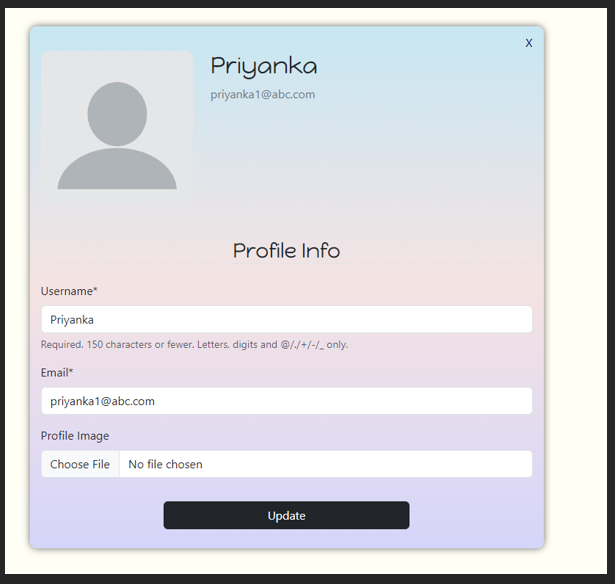 X
Priyanka
priyanka1@abc.com
Profile Info
Username*
Priyanka
Required. 150 characters or fewer. Letters, digits and @/./+/-/_ only.
Email*
priyanka1@abc.com
Profile Image
Choose File No file chosen
Update